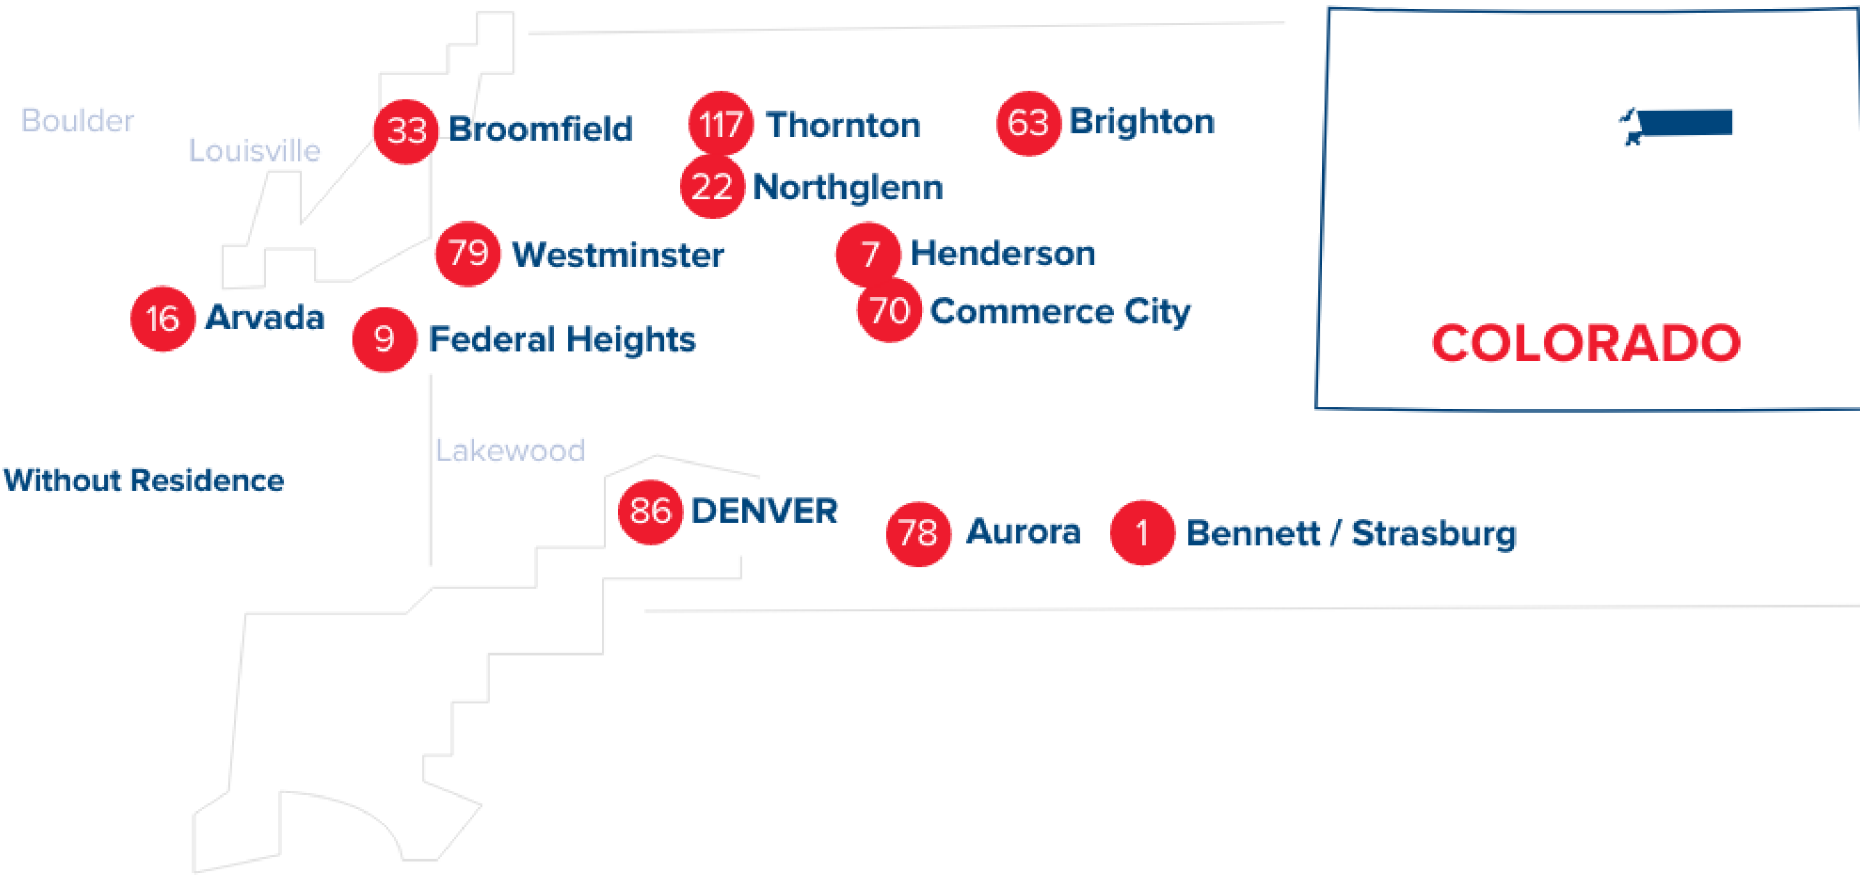 Boulder
Louisville
33 Broomfield
117 Thornton
63 Brighton
22 Northglenn
79 Westminster
7 Henderson
16 Arvada
9 Federal Heights
70 Commerce City
COLORADO
Lakewood
Without Residence
86 DENVER
78 Aurora
1 Bennett / Strasburg